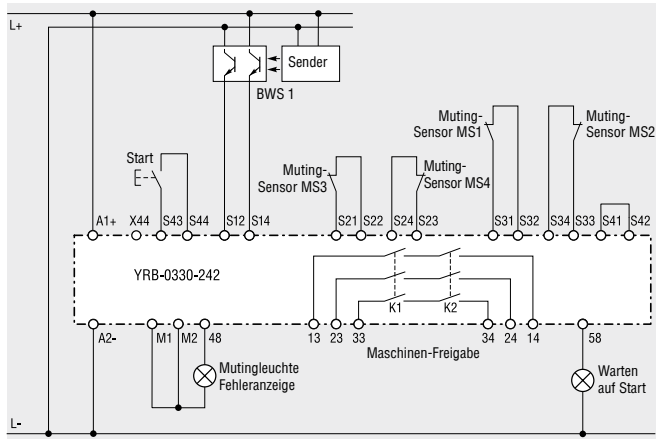 L+
Sender
BWS 1
Muting-
Sensor MS1
Muting-
Sensor MS2
Start
Muting-
Sensor MS3
Muting-
Sensor MS4
A1+ X44 S43 S44 S12 S14 S21 S22 S24 S23 S31 S32 S34 S33 S41 S42
YRB-0330-242
K1 K2
A2- M1 M2 48 13 23 33 34 24 14 58
Maschinen-Freigabe
Mutingleuchte
Fehleranzeige
Warten
auf Start
L-